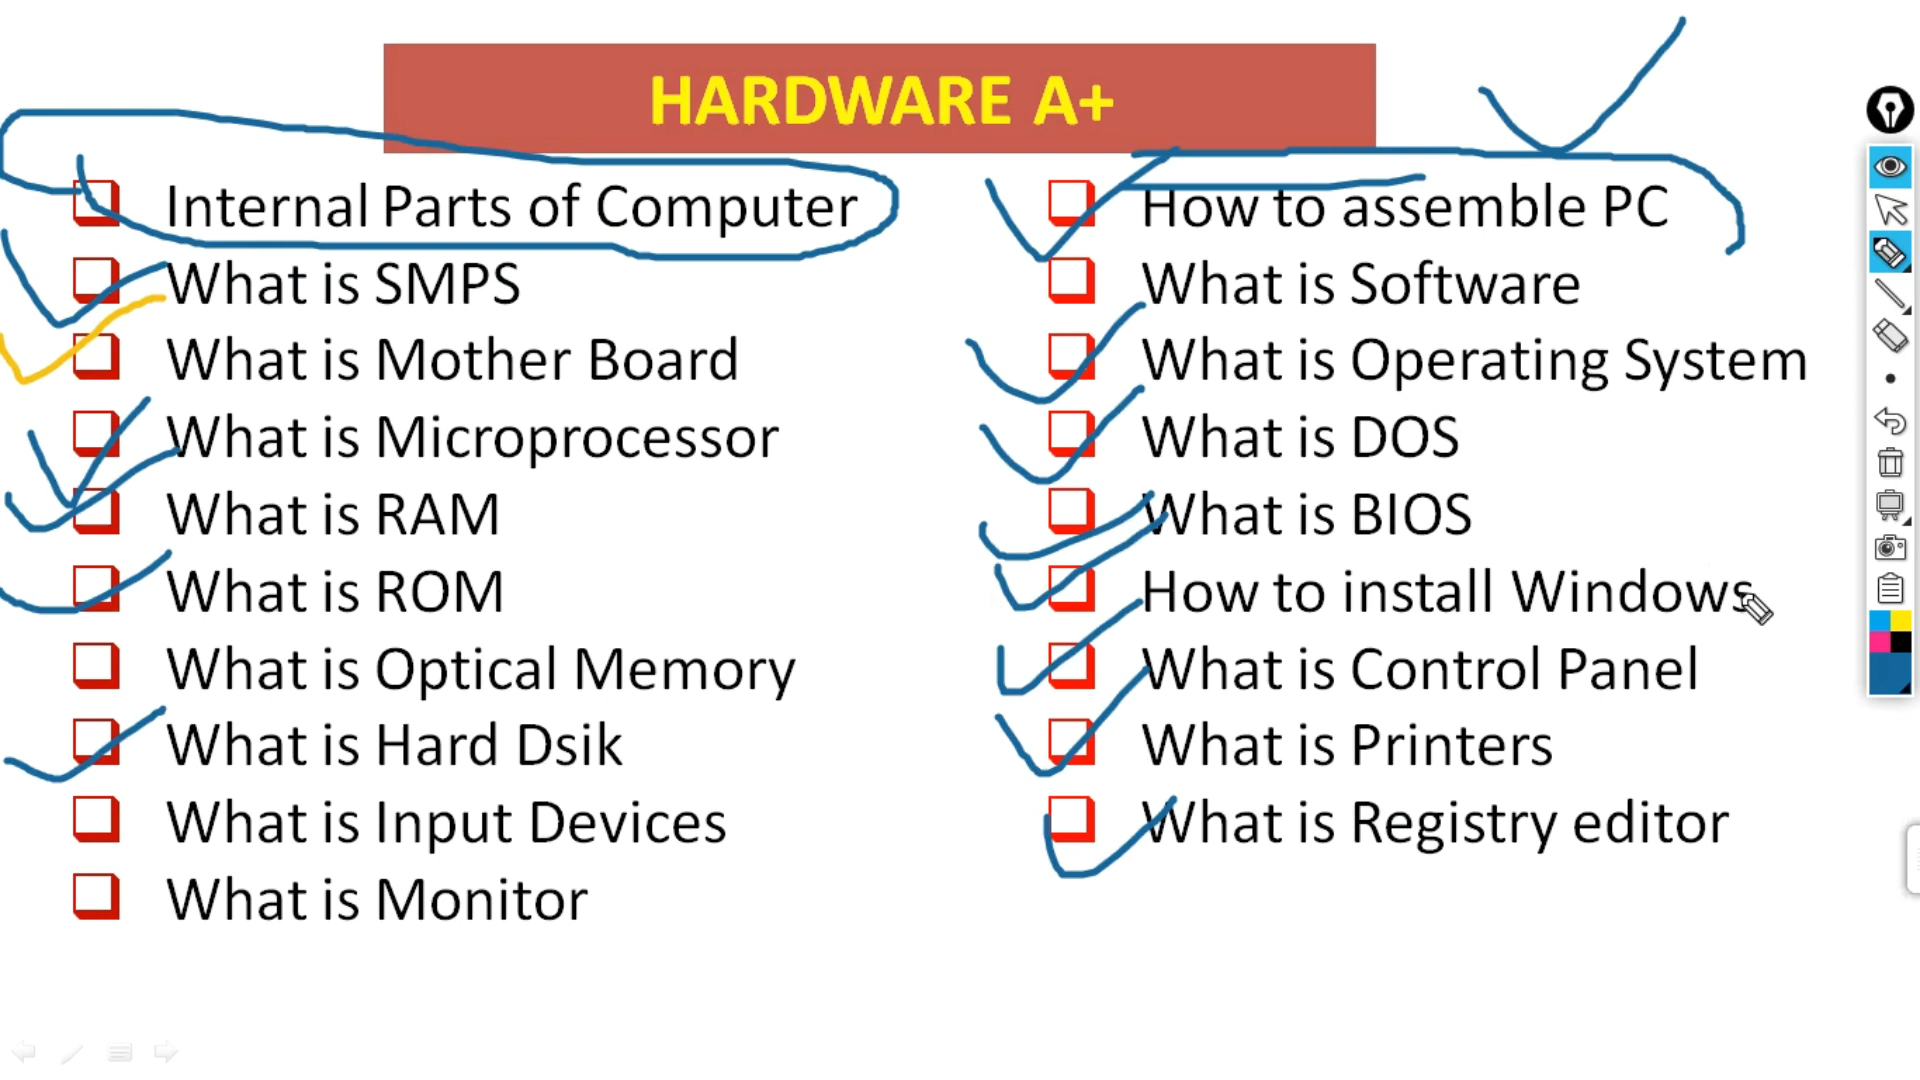 HARDWARE A+
Internal Parts of Computer
What is SMPS
What is Mother Board
What is Microprocessor
What is RAM
What is ROM
What is Optical Memory
What is Hard Dsik
What is Input Devices
What is Monitor
How to assemble PC
What is Software
What is Operating System
What is DOS
What is BIOS
How to install Windows
What is Control Panel
What is Printers
What is Registry editor